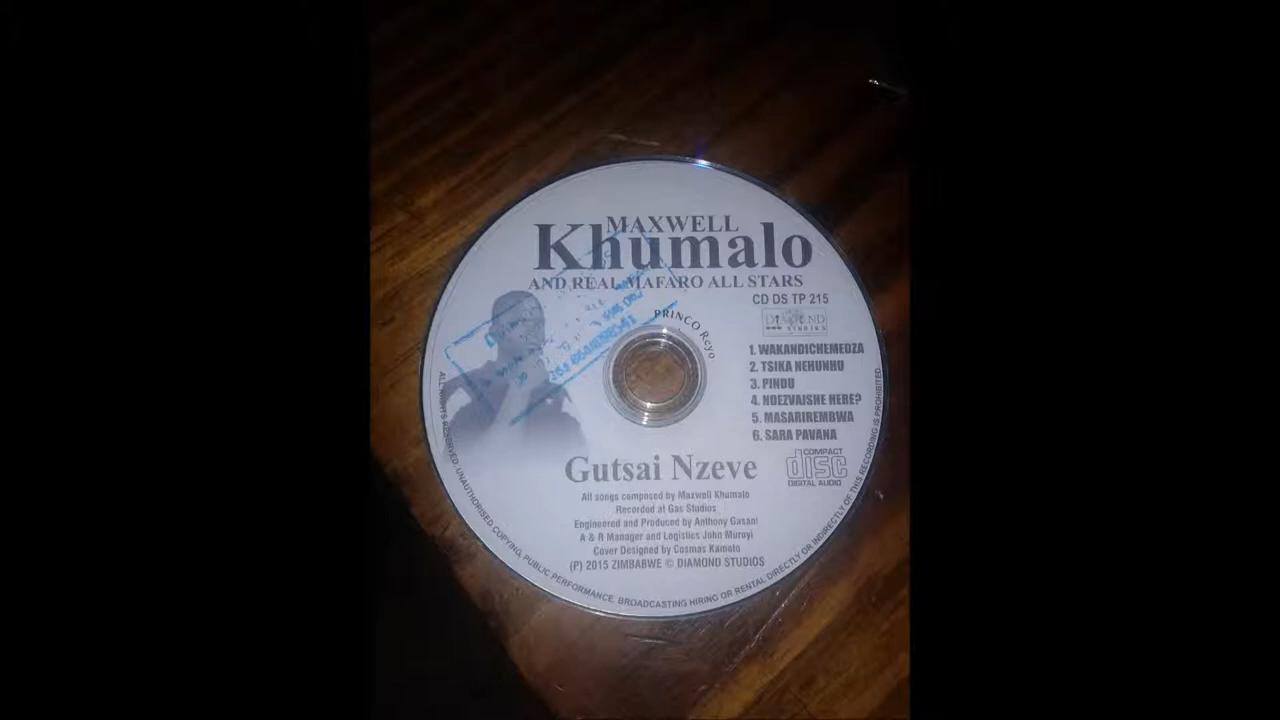 MAXWELL
Khumalo
AND REAL MAFARO ALL STARS
CD DS TP 215
DIAMOND
STUDIOS
PRINCO Reyo
1. WAKANDICHEMEDZA
2. TSIKA NEHUNHU
3. PINDU
4. NDEZVAISHE HERE?
5. MASARIREMBWA
6. SARA PAVANA
COMPACT
disc
DIGITAL AUDIO
Gutsai Nzeve
All songs composed by Maxwell Khumalo
Recorded at Gas Studios
Engineered and Produced by Anthony Gasani
A & R Manager and Logistics John Muroyi
Cover Designed by Cosmas Kamoto
(P) 2015 ZIMBABWE © DIAMOND STUDIOS
ALL RIGHTS RESERVED. UNAUTHORISED COPYING, PUBLIC PERFORMANCE, BROADCASTING HIRING OR RENTAL DIRECTLY OR INDIRECTLY OF THIS RECORDING IS PROHIBITED.